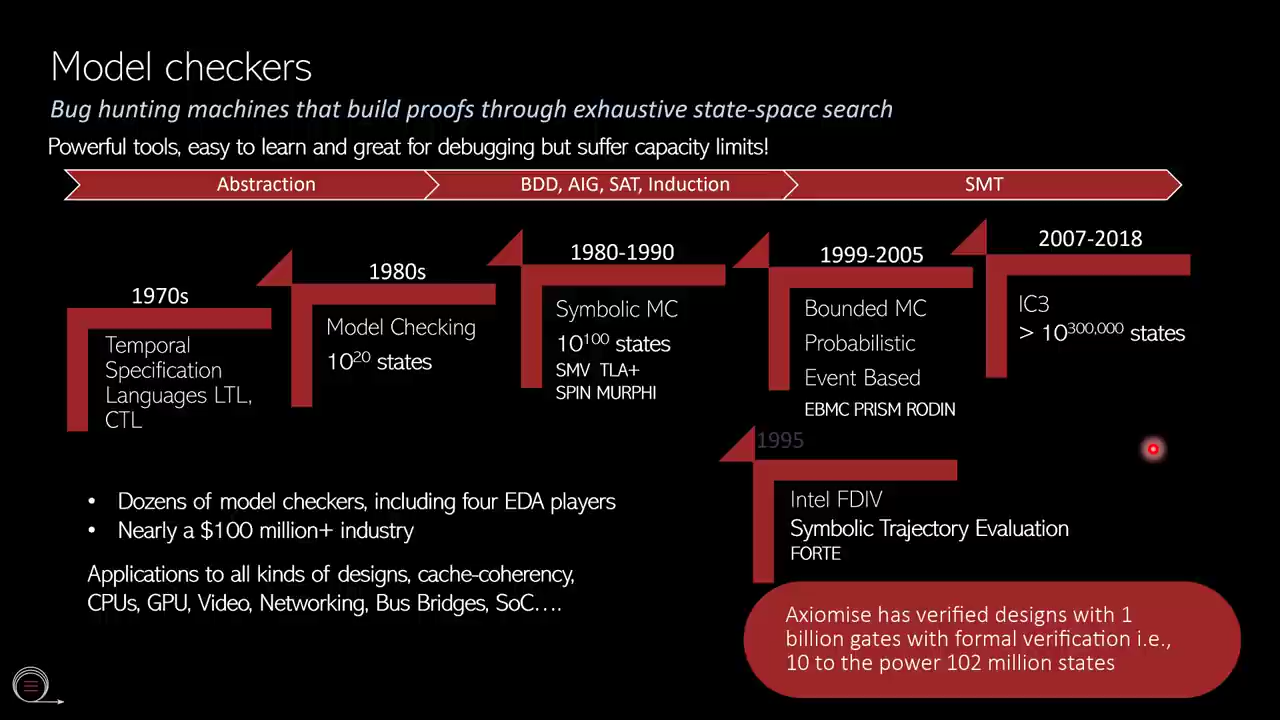 Model checkers
Bug hunting machines that build proofs through exhaustive state-space search
Powerful tools, easy to learn and great for debugging but suffer capacity limits!
Abstraction
BDD, AIG, SAT, Induction
SMT
1970s
Temporal
Specification
Languages LTL,
CTL
1980s
Model Checking
10²⁰ states
1980-1990
Symbolic MC
10¹⁰⁰ states
SMV TLA+
SPIN MURPHI
1999-2005
Bounded MC
Probabilistic
Event Based
EBMC PRISM RODIN
2007-2018
IC3
> 10³⁰⁰,⁰⁰⁰ states
1995
Intel FDIV
Symbolic Trajectory Evaluation
FORTE
• Dozens of model checkers, including four EDA players
• Nearly a $100 million+ industry
Applications to all kinds of designs, cache-coherency,
CPUs, GPU, Video, Networking, Bus Bridges, SoC….
Axiomise has verified designs with 1
billion gates with formal verification i.e.,
10 to the power 102 million states